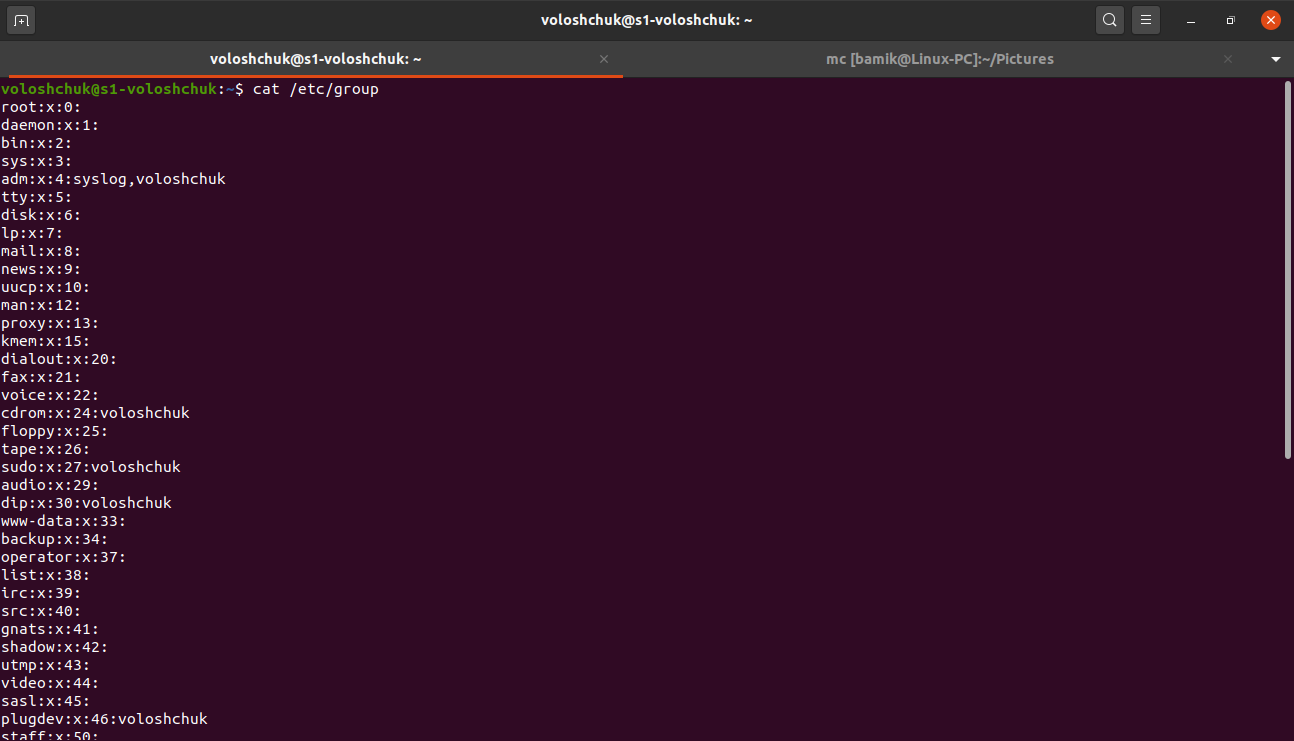 voloshchuk@s1-voloshchuk: ~
voloshchuk@s1-voloshchuk: ~
mc [bamik@Linux-PC]:~/Pictures
voloshchuk@s1-voloshchuk:~$ cat /etc/group
root:x:0:
daemon:x:1:
bin:x:2:
sys:x:3:
adm:x:4:syslog,voloshchuk
tty:x:5:
disk:x:6:
lp:x:7:
mail:x:8:
news:x:9:
uucp:x:10:
man:x:12:
proxy:x:13:
kmem:x:15:
dialout:x:20:
fax:x:21:
voice:x:22:
cdrom:x:24:voloshchuk
floppy:x:25:
tape:x:26:
sudo:x:27:voloshchuk
audio:x:29:
dip:x:30:voloshchuk
www-data:x:33:
backup:x:34:
operator:x:37:
list:x:38:
irc:x:39:
src:x:40:
gnats:x:41:
shadow:x:42:
utmp:x:43:
video:x:44:
sasl:x:45:
plugdev:x:46:voloshchuk
staff:x:50: